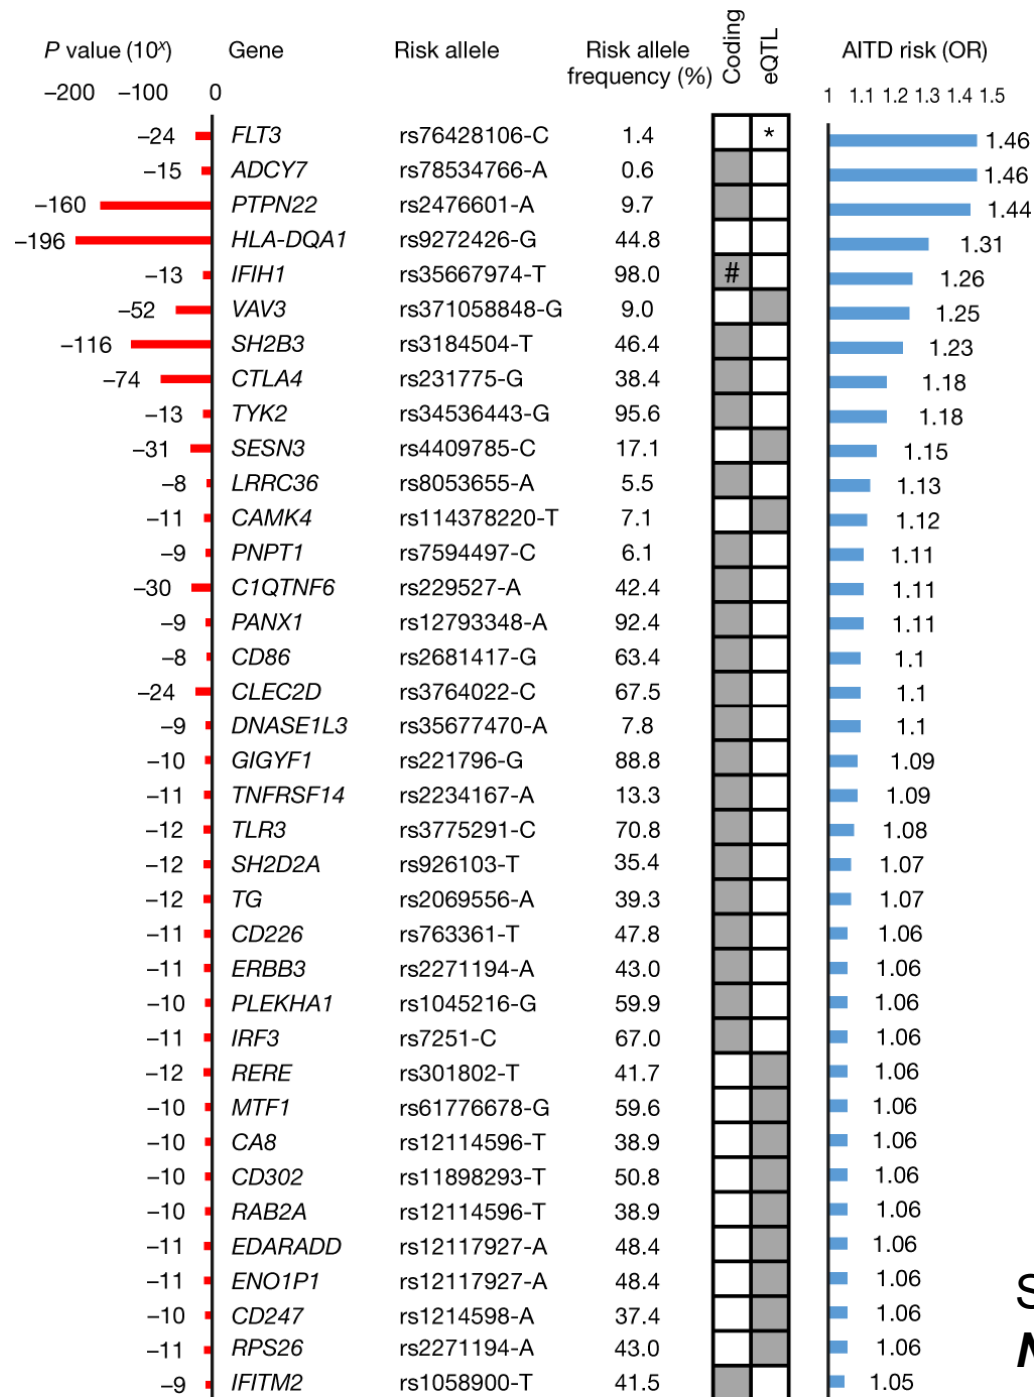 P value (10ˣ) Gene Risk allele Risk allele frequency (%) Coding eQTL AITD risk (OR)
−200 −100 0 1 1.1 1.2 1.3 1.4 1.5
−24 FLT3 rs76428106-C 1.4 * 1.46
−15 ADCY7 rs78534766-A 0.6 1.46
−160 PTPN22 rs2476601-A 9.7 1.44
−196 HLA-DQA1 rs9272426-G 44.8 1.31
−13 IFIH1 rs35667974-T 98.0 # 1.26
−52 VAV3 rs371058848-G 9.0 1.25
−116 SH2B3 rs3184504-T 46.4 1.23
−74 CTLA4 rs231775-G 38.4 1.18
−13 TYK2 rs34536443-G 95.6 1.18
−31 SESN3 rs4409785-C 17.1 1.15
−8 LRRC36 rs8053655-A 5.5 1.13
−11 CAMK4 rs114378220-T 7.1 1.12
−9 PNPT1 rs7594497-C 6.1 1.11
−30 C1QTNF6 rs229527-A 42.4 1.11
−9 PANX1 rs12793348-A 92.4 1.11
−8 CD86 rs2681417-G 63.4 1.1
−24 CLEC2D rs3764022-C 67.5 1.1
−9 DNASE1L3 rs35677470-A 7.8 1.1
−10 GIGYF1 rs221796-G 88.8 1.09
−11 TNFRSF14 rs2234167-A 13.3 1.09
−12 TLR3 rs3775291-C 70.8 1.08
−12 SH2D2A rs926103-T 35.4 1.07
−12 TG rs2069556-A 39.3 1.07
−11 CD226 rs763361-T 47.8 1.06
−11 ERBB3 rs2271194-A 43.0 1.06
−10 PLEKHA1 rs1045216-G 59.9 1.06
−11 IRF3 rs7251-C 67.0 1.06
−12 RERE rs301802-T 41.7 1.06
−10 MTF1 rs61776678-G 59.6 1.06
−10 CA8 rs12114596-T 38.9 1.06
−10 CD302 rs11898293-T 50.8 1.06
−10 RAB2A rs12114596-T 38.9 1.06
−11 EDARADD rs12117927-A 48.4 1.06
−11 ENO1P1 rs12117927-A 48.4 1.06
−10 CD247 rs1214598-A 37.4 1.06
−11 RPS26 rs2271194-A 43.0 1.06
−9 IFITM2 rs1058900-T 41.5 1.05